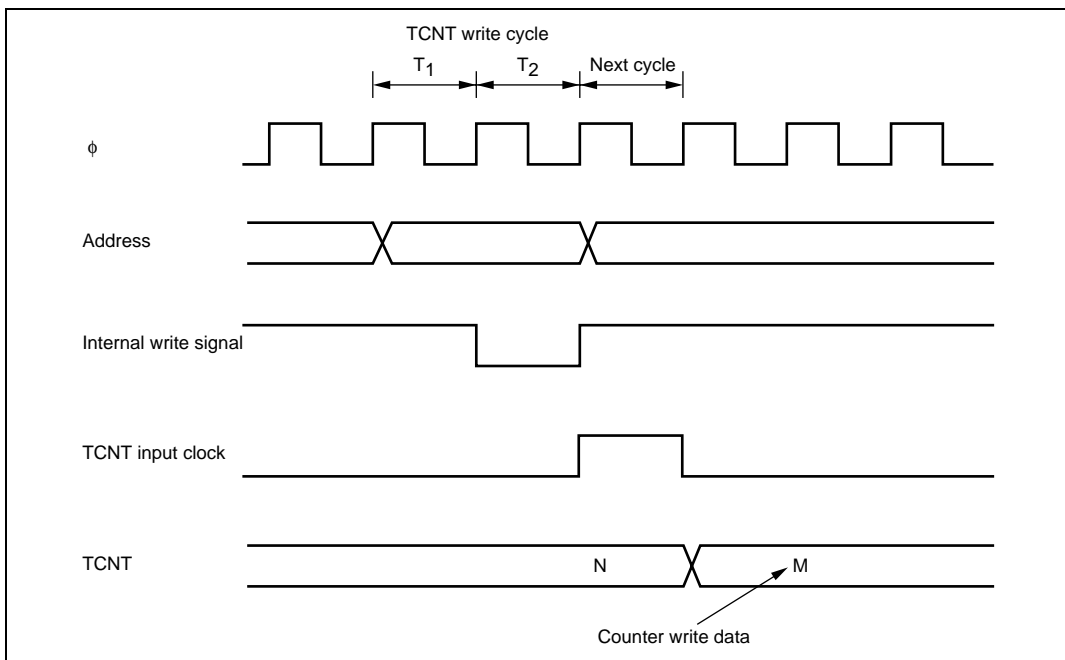 TCNT write cycle
T1 T2 Next cycle
φ
Address
Internal write signal
TCNT input clock
TCNT N M
Counter write data